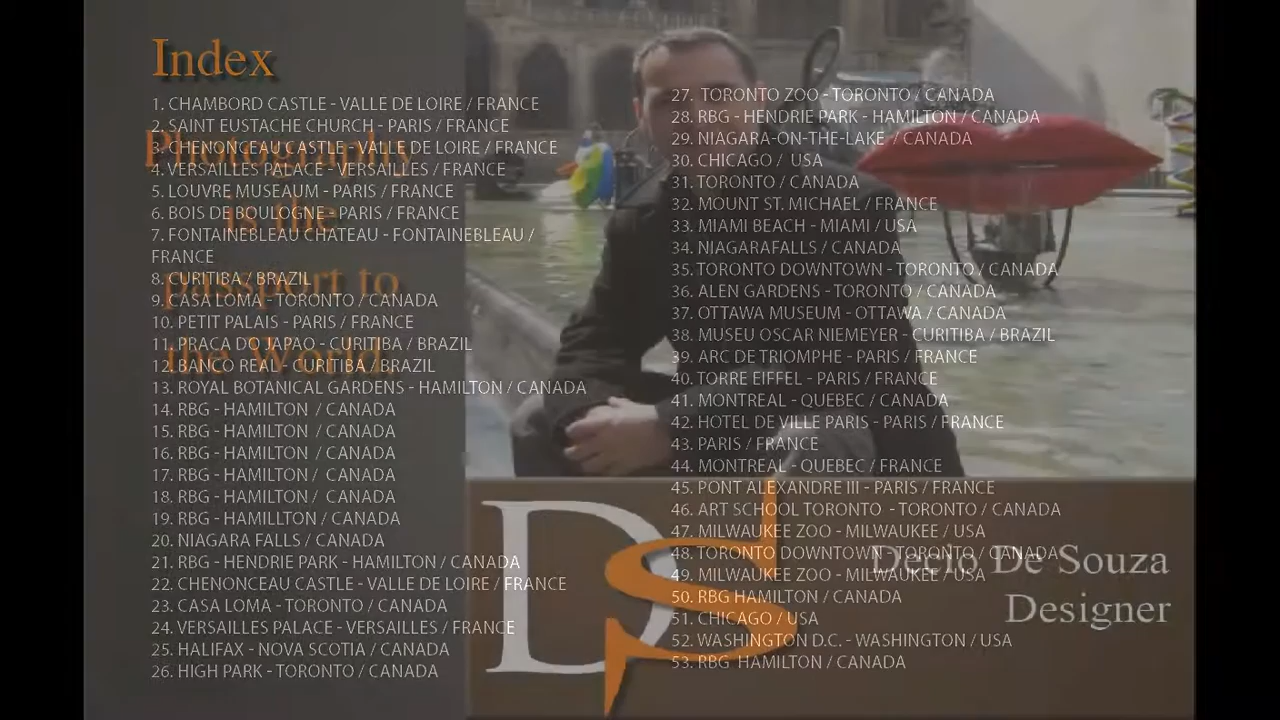 Index
1. CHAMBORD CASTLE - VALLE DE LOIRE / FRANCE
2. SAINT EUSTACHE CHURCH - PARIS / FRANCE
3. CHENONCEAU CASTLE - VALLE DE LOIRE / FRANCE
4. VERSAILLES PALACE - VERSAILLES / FRANCE
5. LOUVRE MUSEAUM - PARIS / FRANCE
6. BOIS DE BOULOGNE - PARIS / FRANCE
7. FONTAINEBLEAU CHATEAU - FONTAINEBLEAU /
FRANCE
8. CURITIBA / BRAZIL
9. CASA LOMA - TORONTO / CANADA
10. PETIT PALAIS - PARIS / FRANCE
11. PRACA DO JAPAO - CURITIBA / BRAZIL
12. BANCO REAL - CURITIBA / BRAZIL
13. ROYAL BOTANICAL GARDENS - HAMILTON / CANADA
14. RBG - HAMILTON / CANADA
15. RBG - HAMILTON / CANADA
16. RBG - HAMILTON / CANADA
17. RBG - HAMILTON / CANADA
18. RBG - HAMILTON / CANADA
19. RBG - HAMILLTON / CANADA
20. NIAGARA FALLS / CANADA
21. RBG - HENDRIE PARK - HAMILTON / CANADA
22. CHENONCEAU CASTLE - VALLE DE LOIRE / FRANCE
23. CASA LOMA - TORONTO / CANADA
24. VERSAILLES PALACE - VERSAILLES / FRANCE
25. HALIFAX - NOVA SCOTIA / CANADA
26. HIGH PARK - TORONTO / CANADA
27. TORONTO ZOO - TORONTO / CANADA
28. RBG - HENDRIE PARK - HAMILTON / CANADA
29. NIAGARA-ON-THE-LAKE / CANADA
30. CHICAGO / USA
31. TORONTO / CANADA
32. MOUNT ST. MICHAEL / FRANCE
33. MIAMI BEACH - MIAMI / USA
34. NIAGARAFALLS / CANADA
35. TORONTO DOWNTOWN - TORONTO / CANADA
36. ALEN GARDENS - TORONTO / CANADA
37. OTTAWA MUSEUM - OTTAWA / CANADA
38. MUSEU OSCAR NIEMEYER - CURITIBA / BRAZIL
39. ARC DE TRIOMPHE - PARIS / FRANCE
40. TORRE EIFFEL - PARIS / FRANCE
41. MONTREAL - QUEBEC / CANADA
42. HOTEL DE VILLE PARIS - PARIS / FRANCE
43. PARIS / FRANCE
44. MONTREAL - QUEBEC / FRANCE
45. PONT ALEXANDRE III - PARIS / FRANCE
46. ART SCHOOL TORONTO - TORONTO / CANADA
47. MILWAUKEE ZOO - MILWAUKEE / USA
48. TORONTO DOWNTOWN - TORONTO / CANADA
49. MILWAUKEE ZOO - MILWAUKEE / USA
50. RBG HAMILTON / CANADA
51. CHICAGO / USA
52. WASHINGTON D.C. - WASHINGTON / USA
53. RBG HAMILTON / CANADA
Photography
is the
passport to
the World
Ds
Decio De Souza
Designer